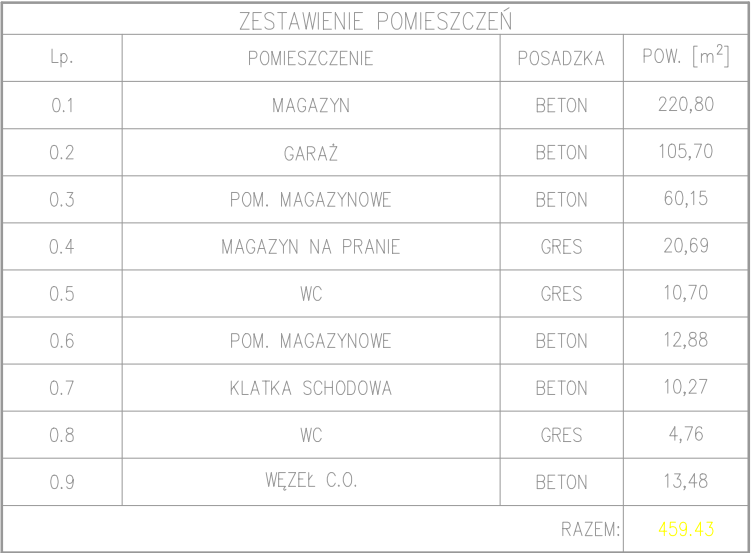 ZESTAWIENIE POMIESZCZEŃ
Lp. POMIESZCZENIE POSADZKA POW. [m²]
0.1 MAGAZYN BETON 220,80
0.2 GARAŻ BETON 105,70
0.3 POM. MAGAZYNOWE BETON 60,15
0.4 MAGAZYN NA PRANIE GRES 20,69
0.5 WC GRES 10,70
0.6 POM. MAGAZYNOWE BETON 12,88
0.7 KLATKA SCHODOWA BETON 10,27
0.8 WC GRES 4,76
0.9 WĘZEŁ C.O. BETON 13,48
RAZEM: 459.43